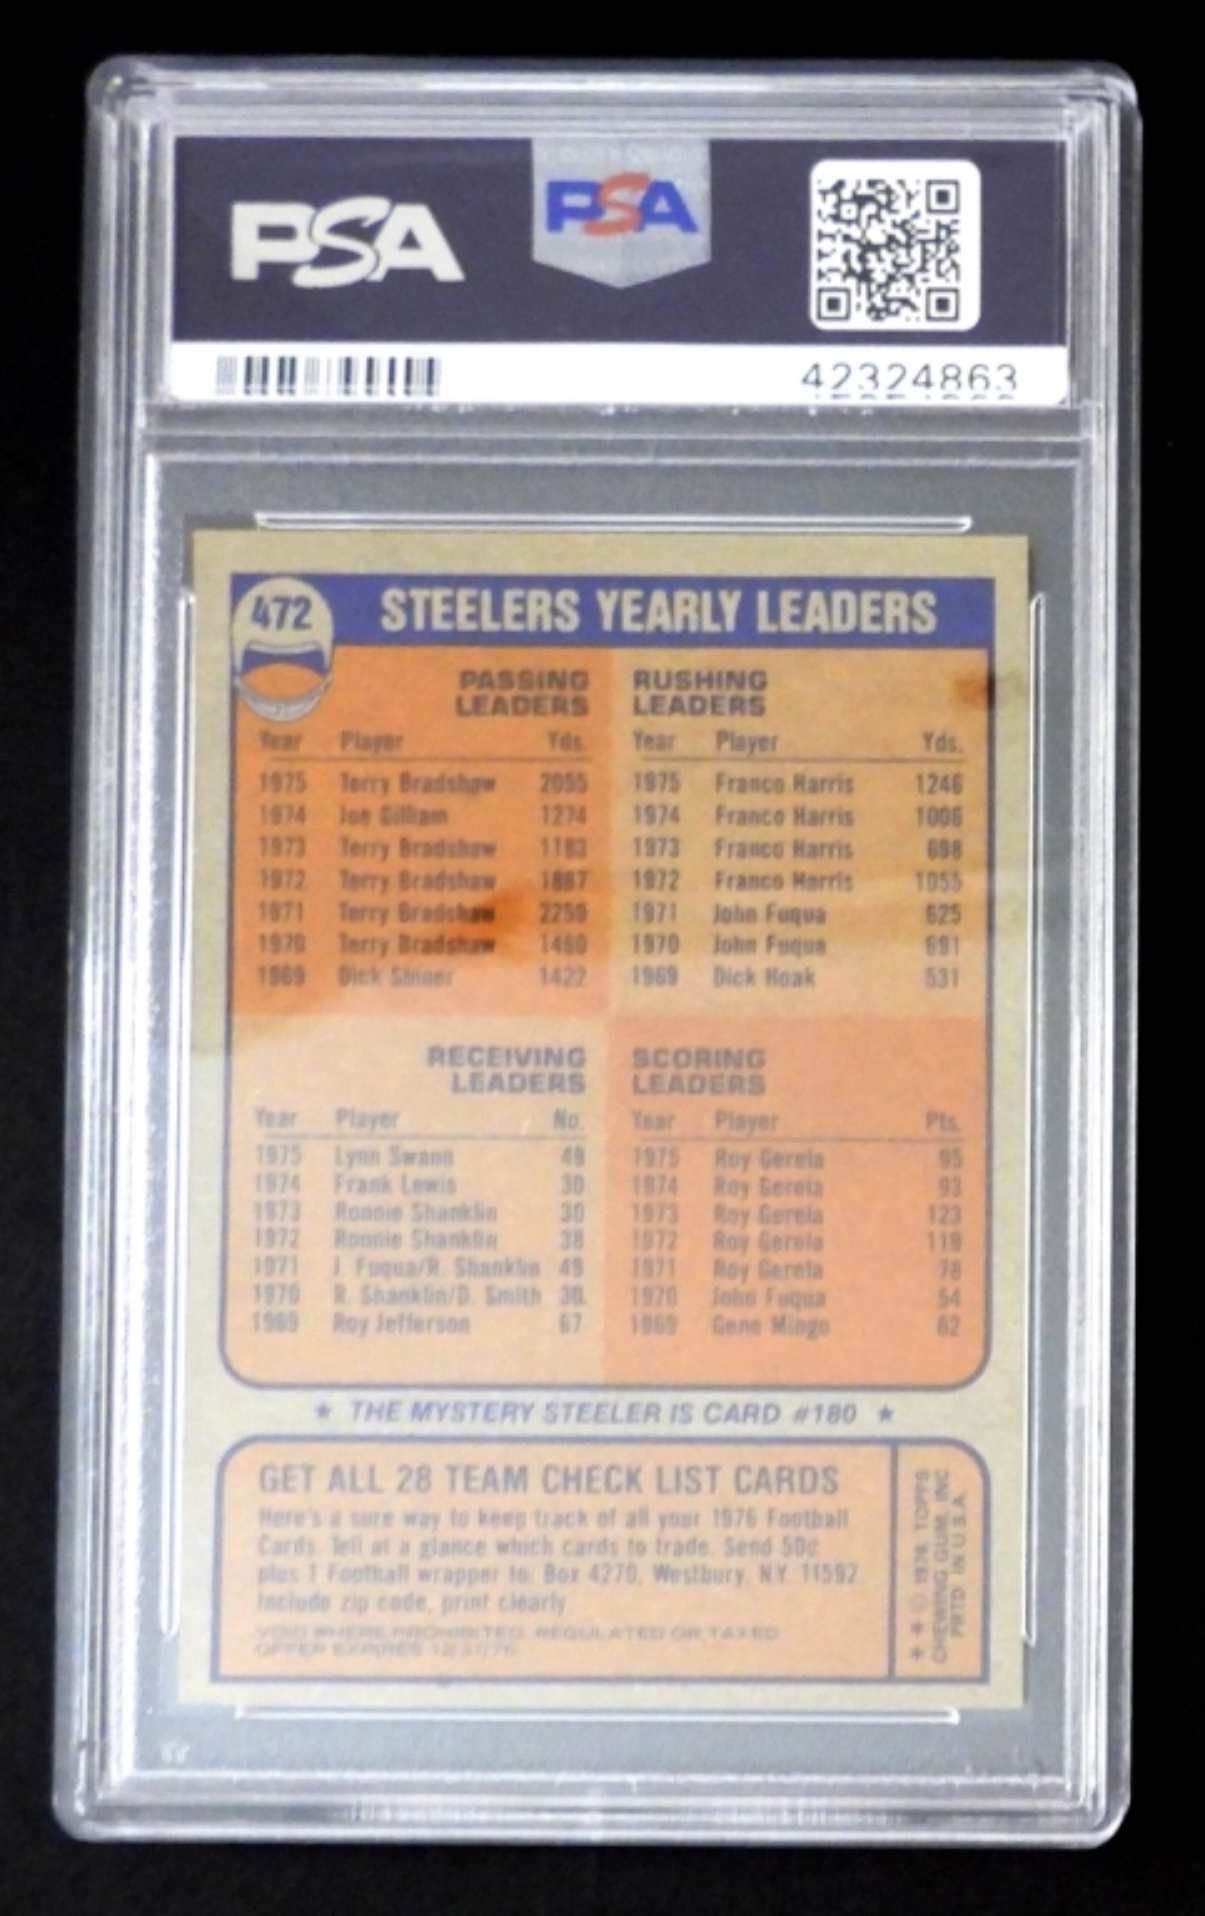 PSA
PSA
42324863
472
STEELERS YEARLY LEADERS
PASSING
LEADERS
Year Player Yds.
1975 Terry Bradshaw 2055
1974 Joe Gilliam 1274
1973 Terry Bradshaw 1183
1972 Terry Bradshaw 1887
1971 Terry Bradshaw 2259
1970 Terry Bradshaw 1460
1969 Dick Shiner 1422
RUSHING
LEADERS
Year Player Yds.
1975 Franco Harris 1246
1974 Franco Harris 1006
1973 Franco Harris 698
1972 Franco Harris 1055
1971 John Fuqua 625
1970 John Fuqua 691
1969 Dick Hoak 531
RECEIVING
LEADERS
Year Player No.
1975 Lynn Swann 49
1974 Frank Lewis 30
1973 Ronnie Shanklin 30
1972 Ronnie Shanklin 38
1971 J. Fuqua/R. Shanklin 49
1970 R. Shanklin/D. Smith 30
1969 Roy Jefferson 67
SCORING
LEADERS
Year Player Pts.
1975 Roy Gerela 95
1974 Roy Gerela 93
1973 Roy Gerela 123
1972 Roy Gerela 119
1971 Roy Gerela 78
1970 John Fuqua 54
1969 Gene Mingo 62
★ THE MYSTERY STEELER IS CARD #180 ★
GET ALL 28 TEAM CHECK LIST CARDS
Here's a sure way to keep track of all your 1976 Football
Cards. Tell at a glance which cards to trade. Send 50¢
plus 1 Football wrapper to: Box 4270, Westbury, N.Y. 11592.
Include zip code, print clearly
VOID WHERE PROHIBITED, REGULATED OR TAXED
OFFER EXPIRES 12/31/76
* * © 1976 TOPPS
CHEWING GUM, INC
PRTD IN U.S.A.